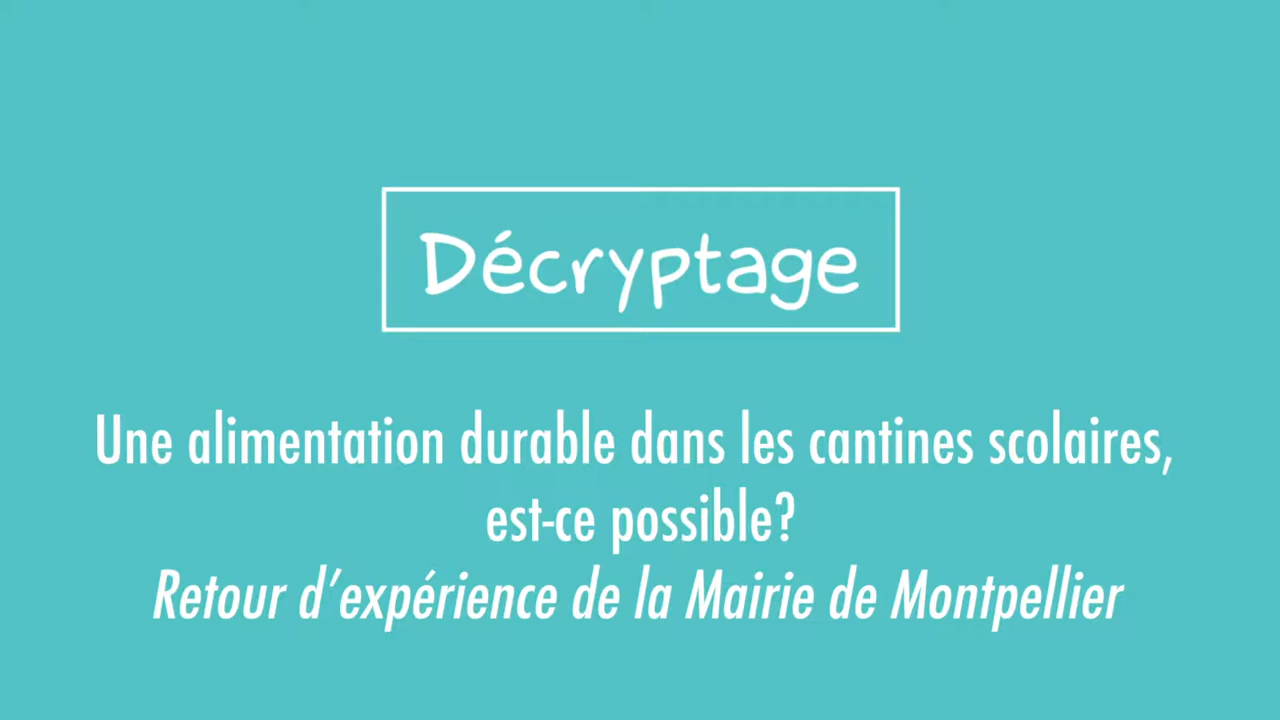 Décryptage
Une alimentation durable dans les cantines scolaires,
est-ce possible?
Retour d’expérience de la Mairie de Montpellier